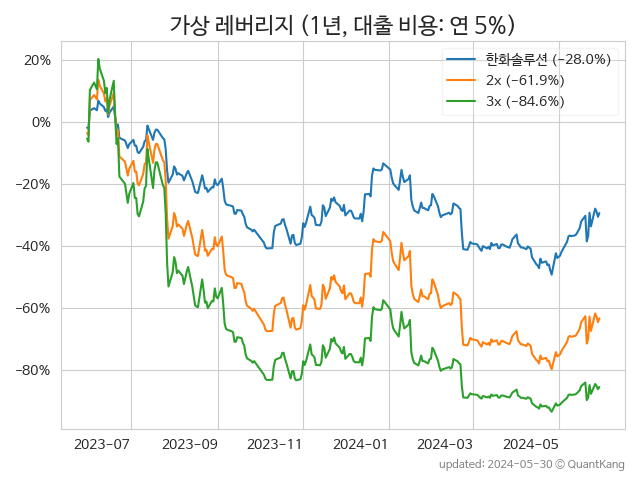 가상 레버리지 (1년, 대출 비용: 연 5%)
한화솔루션 (−28.0%)
2x (−61.9%)
3x (−84.6%)
20%
0%
−20%
−40%
−60%
−80%
2023-07
2023-09
2023-11
2024-01
2024-03
2024-05
updated: 2024-05-30 © QuantKang